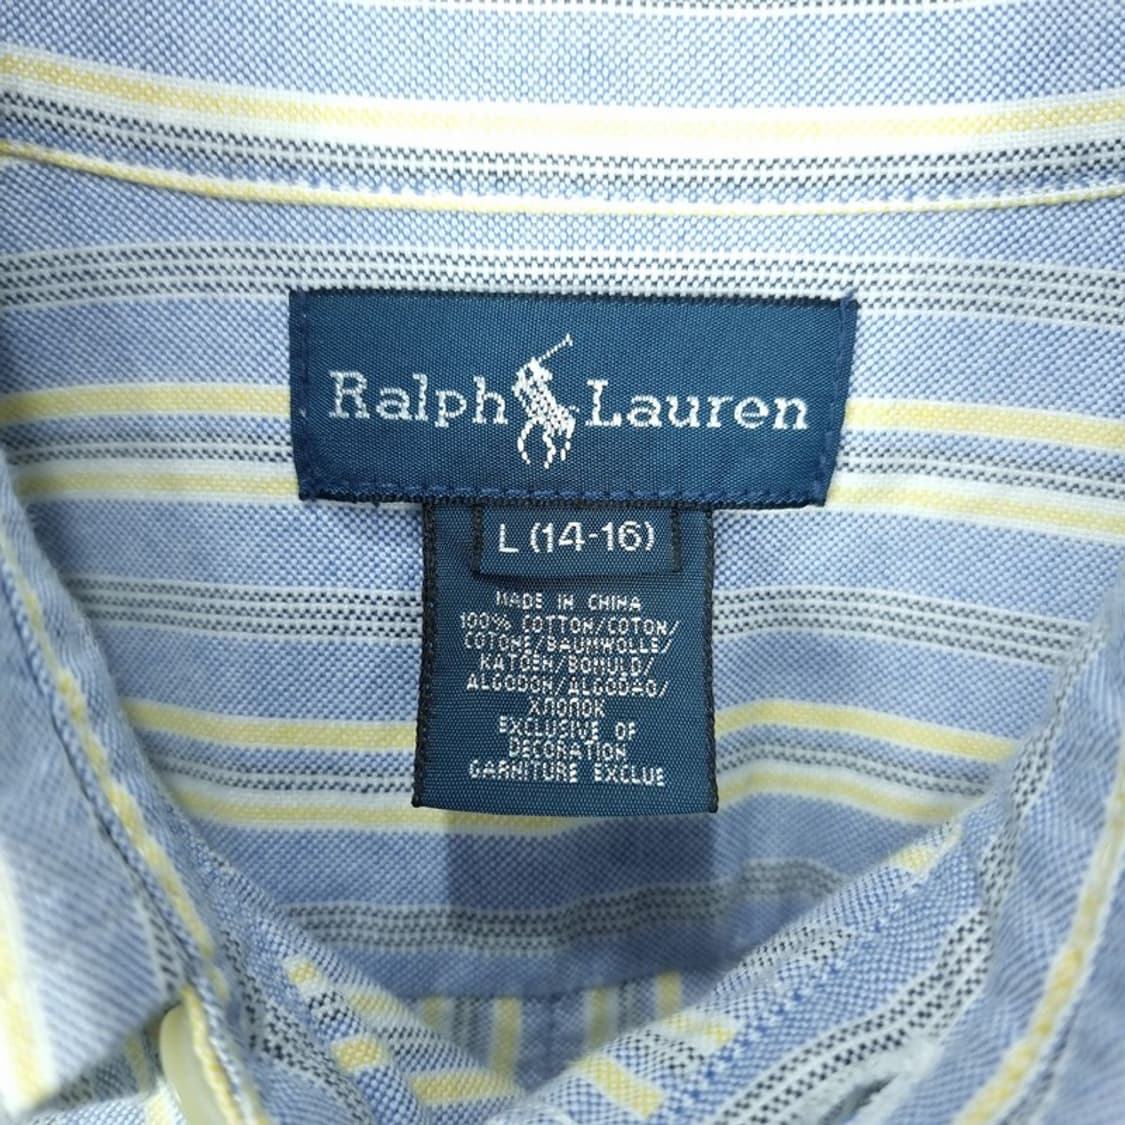 Ralph Lauren
L (14-16)
MADE IN CHINA
100% COTTON/COTON/
COTONE/BAUMWOLLE/
KATOEN/BOMULD/
ALGODON/ALGODAO/
ХЛОПОК
EXCLUSIVE OF
DECORATION
GARNITURE EXCLUE